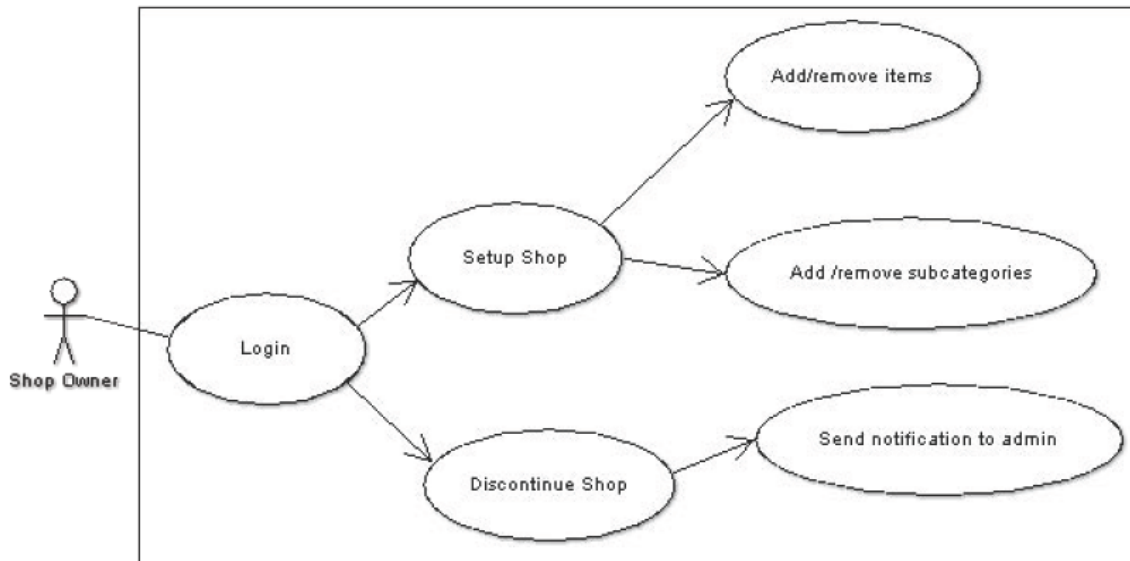 Add/remove items
Setup Shop
Add /remove subcategories
Login
Shop Owner
Send notification to admin
Discontinue Shop